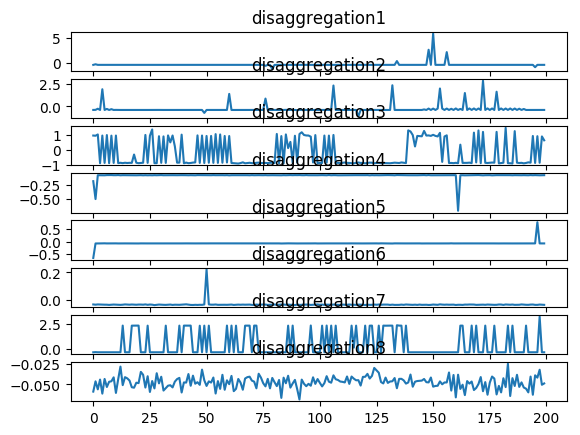 disaggregation1
5
0
disaggregation2
2.5
0.0
disaggregation3
1
0
−1
disaggregation4
−0.25
−0.50
disaggregation5
0.5
0.0
−0.5
disaggregation6
0.2
0.0
disaggregation7
2.5
0.0
disaggregation8
−0.025
−0.050
0 25 50 75 100 125 150 175 200